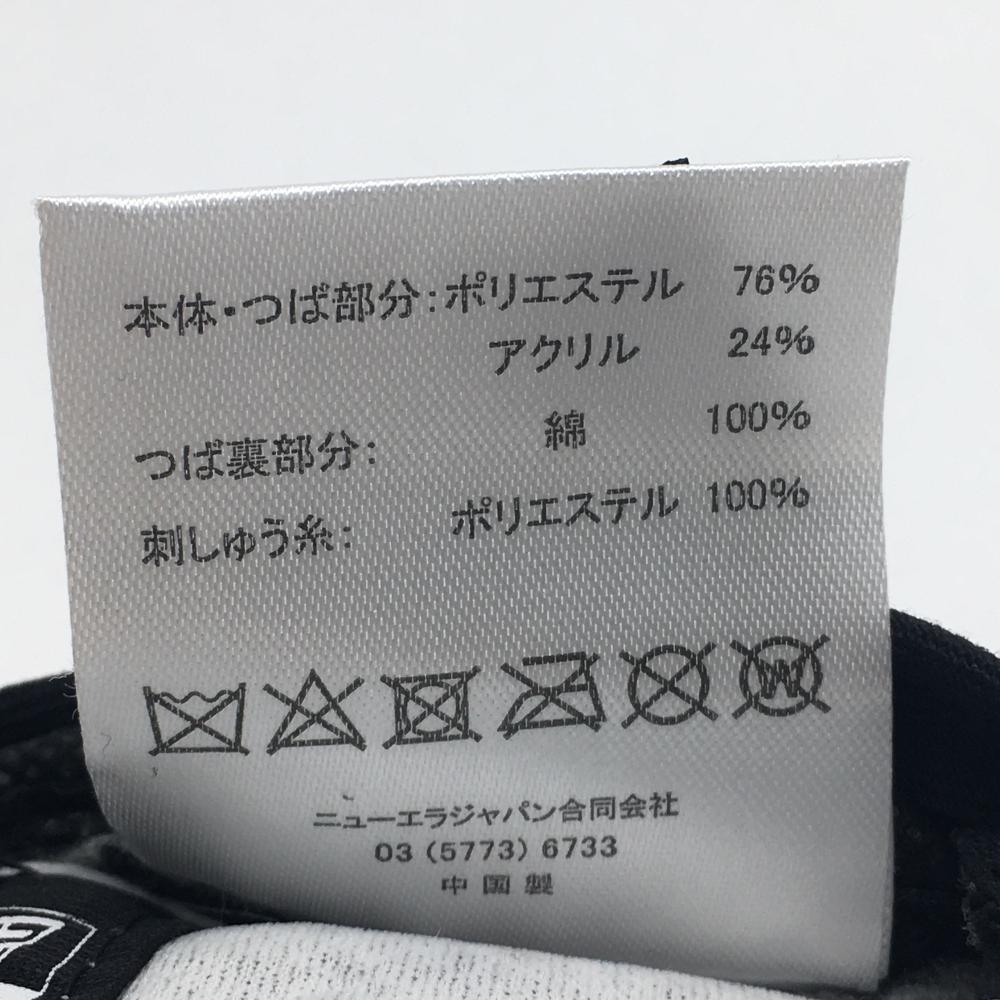 本体・つば部分:ポリエステル 76%
アクリル 24%
つば裏部分: 綿 100%
刺しゅう糸: ポリエステル 100%
W
ニューエラジャパン合同会社
03 (5773) 6733
中国製